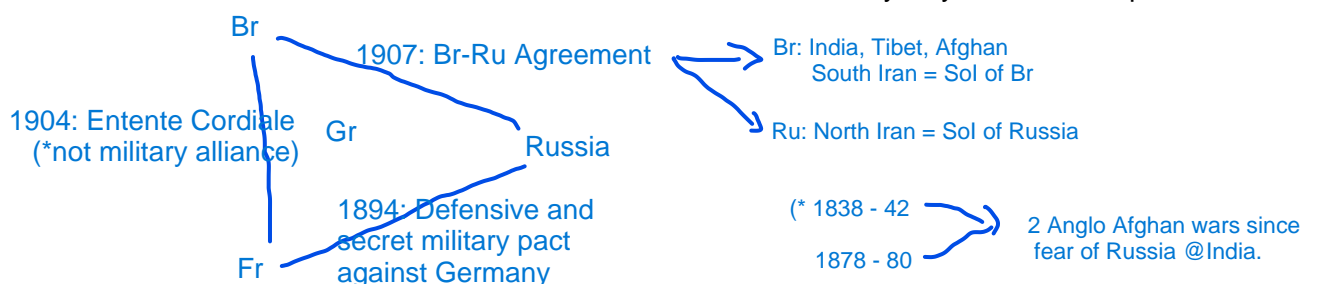 Br
1907: Br-Ru Agreement
Br: India, Tibet, Afghan
South Iran = SoI of Br
1904: Entente Cordiale
(*not military alliance)
Gr
Russia
Ru: North Iran = SoI of Russia
1894: Defensive and
secret military pact
against Germany
Fr
(* 1838 - 42
1878 - 80
2 Anglo Afghan wars since
fear of Russia @India.